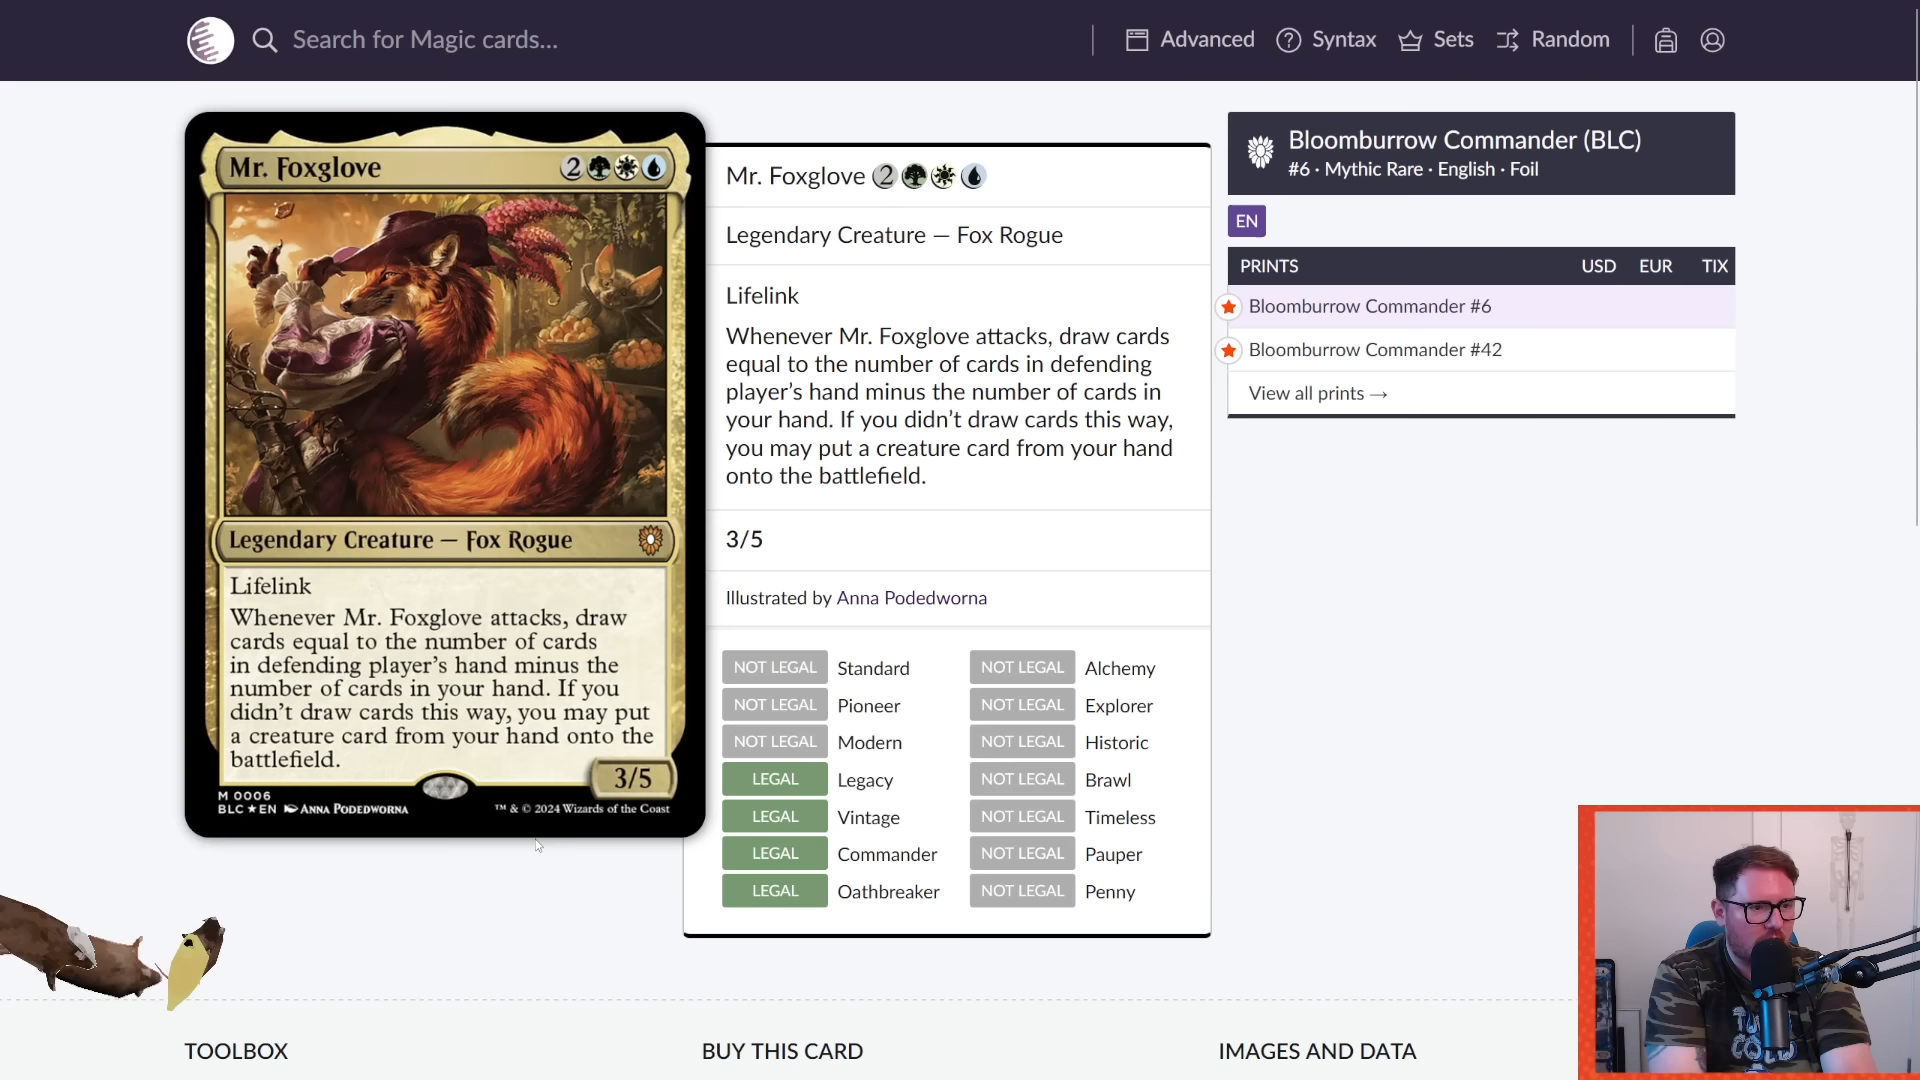 Search for Magic cards...
Advanced
Syntax
Sets
Random
Mr. Foxglove 2
Legendary Creature — Fox Rogue
Lifelink
Whenever Mr. Foxglove attacks, draw
cards equal to the number of cards
in defending player's hand minus the
number of cards in your hand. If you
didn't draw cards this way, you may put
a creature card from your hand onto the
battlefield.
3/5
M 0006
BLC ★ EN ANNA PODEDWORNA
™ & © 2024 Wizards of the Coast
Mr. Foxglove 2
Legendary Creature — Fox Rogue
Lifelink
Whenever Mr. Foxglove attacks, draw cards
equal to the number of cards in defending
player's hand minus the number of cards in
your hand. If you didn't draw cards this way,
you may put a creature card from your hand
onto the battlefield.
3/5
Illustrated by Anna Podedworna
NOT LEGAL Standard NOT LEGAL Alchemy
NOT LEGAL Pioneer NOT LEGAL Explorer
NOT LEGAL Modern NOT LEGAL Historic
LEGAL Legacy NOT LEGAL Brawl
LEGAL Vintage NOT LEGAL Timeless
LEGAL Commander NOT LEGAL Pauper
LEGAL Oathbreaker NOT LEGAL Penny
Bloomburrow Commander (BLC)
#6 · Mythic Rare · English · Foil
EN
PRINTS USD EUR TIX
Bloomburrow Commander #6
Bloomburrow Commander #42
View all prints →
TOOLBOX
BUY THIS CARD
IMAGES AND DATA